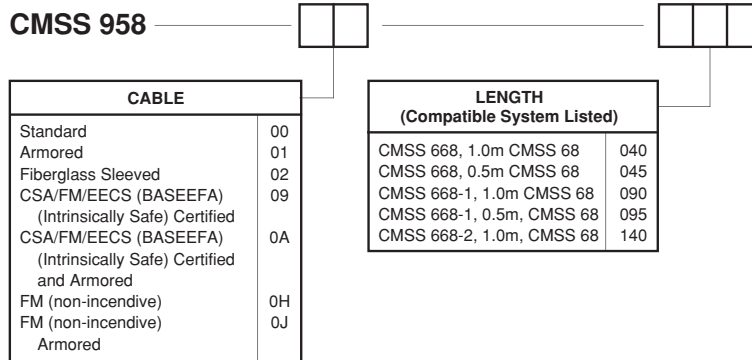 CMSS 958
CABLE
Standard 00
Armored 01
Fiberglass Sleeved 02
CSA/FM/EECS (BASEEFA) 09
(Intrinsically Safe) Certified
CSA/FM/EECS (BASEEFA) 0A
(Intrinsically Safe) Certified
and Armored
FM (non-incendive) 0H
FM (non-incendive) 0J
Armored
LENGTH
(Compatible System Listed)
CMSS 668, 1.0m CMSS 68 040
CMSS 668, 0.5m CMSS 68 045
CMSS 668-1, 1.0m CMSS 68 090
CMSS 668-1, 0.5m, CMSS 68 095
CMSS 668-2, 1.0m, CMSS 68 140